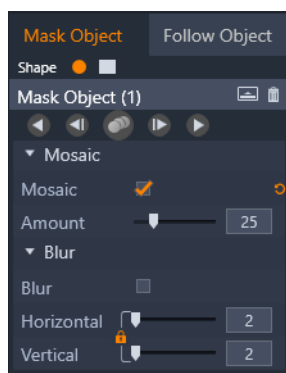 Mask Object Follow Object
Shape
Mask Object (1)
Mosaic
Mosaic
Amount 25
Blur
Blur
Horizontal 2
Vertical 2